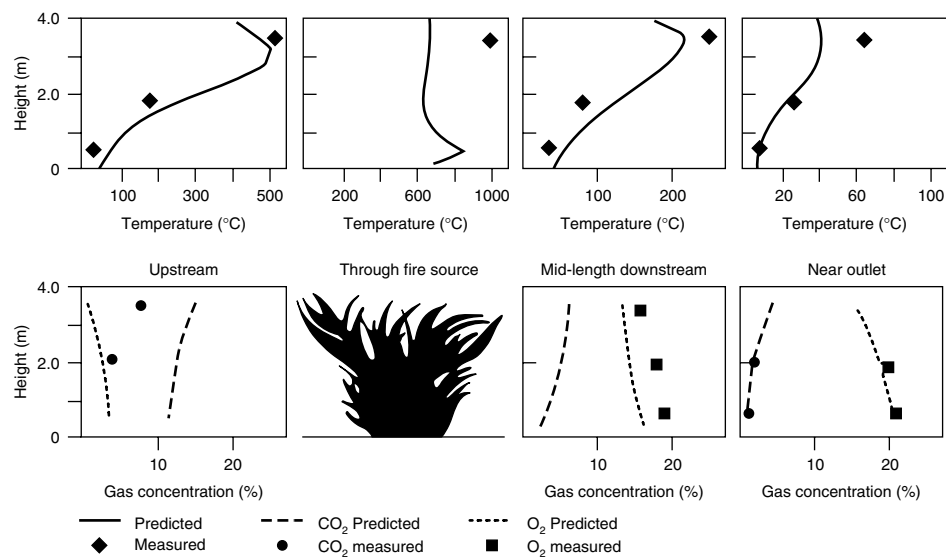 4.0
2.0
0
Height (m)
100 300 500
200 600 1000
100 200
20 60 100
Temperature (°C) Temperature (°C) Temperature (°C) Temperature (°C)
Upstream Through fire source Mid-length downstream Near outlet
4.0
2.0
0
Height (m)
10 20
10 20
10 20
Gas concentration (%) Gas concentration (%) Gas concentration (%)
Predicted CO₂ Predicted O₂ Predicted
Measured CO₂ measured O₂ measured